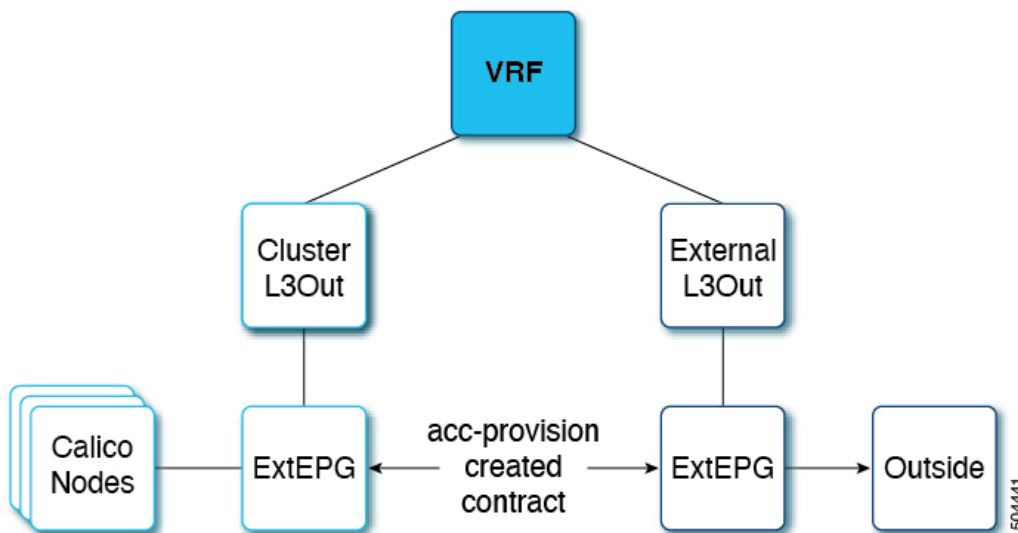 VRF
Cluster
L3Out
External
L3Out
Calico
Nodes
ExtEPG
acc-provision
created
contract
ExtEPG
Outside
504441